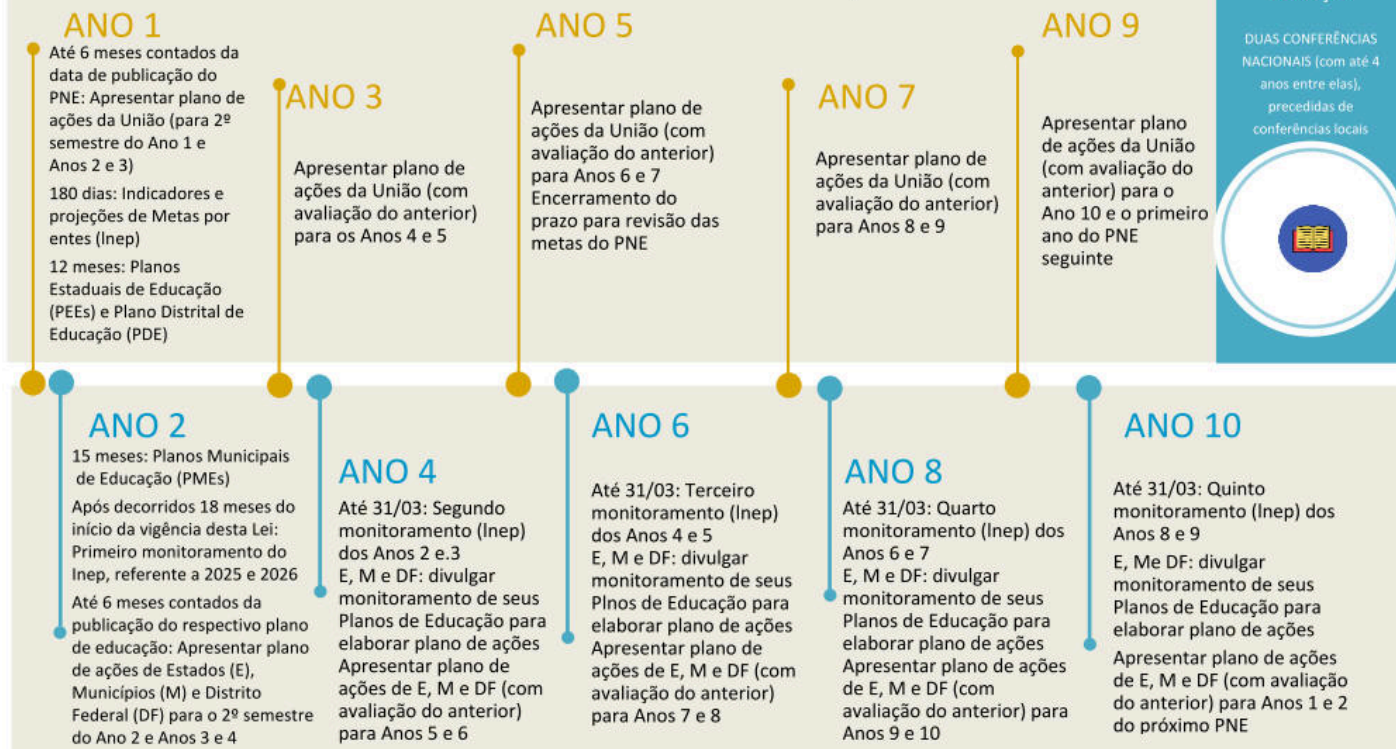 ANO 1
Até 6 meses contados da
data de publicação do
PNE: Apresentar plano de
ações da União (para 2º
semestre do Ano 1 e
Anos 2 e 3)
180 dias: Indicadores e
projeções de Metas por
entes (Inep)
12 meses: Planos
Estaduais de Educação
(PEEs) e Plano Distrital de
Educação (PDE)
ANO 3
Apresentar plano de
ações da União (com
avaliação do anterior)
para os Anos 4 e 5
ANO 5
Apresentar plano de
ações da União (com
avaliação do anterior)
para Anos 6 e 7
Encerramento do
prazo para revisão das
metas do PNE
ANO 7
Apresentar plano de
ações da União (com
avaliação do anterior)
para Anos 8 e 9
ANO 9
Apresentar plano
de ações da União
(com avaliação do
anterior) para o
Ano 10 e o primeiro
ano do PNE
seguinte
DUAS CONFERÊNCIAS
NACIONAIS (com até 4
anos entre elas),
precedidas de
conferências locais
ANO 2
15 meses: Planos Municipais
de Educação (PMEs)
Após decorridos 18 meses do
início da vigência desta Lei:
Primeiro monitoramento do
Inep, referente a 2025 e 2026
Até 6 meses contados da
publicação do respectivo plano
de educação: Apresentar plano
de ações de Estados (E),
Municípios (M) e Distrito
Federal (DF) para o 2º semestre
do Ano 2 e Anos 3 e 4
ANO 4
Até 31/03: Segundo
monitoramento (Inep)
dos Anos 2 e.3
E, M e DF: divulgar
monitoramento de seus
Planos de Educação para
elaborar plano de ações
Apresentar plano de
ações de E, M e DF (com
avaliação do anterior)
para Anos 5 e 6
ANO 6
Até 31/03: Terceiro
monitoramento (Inep)
dos Anos 4 e 5
E, M e DF: divulgar
monitoramento de seus
Plnos de Educação para
elaborar plano de ações
Apresentar plano de
ações de E, M e DF (com
avaliação do anterior)
para Anos 7 e 8
ANO 8
Até 31/03: Quarto
monitoramento (Inep) dos
Anos 6 e 7
E, M e DF: divulgar
monitoramento de seus
Planos de Educação para
elaborar plano de ações
Apresentar plano de ações
de E, M e DF (com
avaliação do anterior) para
Anos 9 e 10
ANO 10
Até 31/03: Quinto
monitoramento (Inep) dos
Anos 8 e 9
E, Me DF: divulgar
monitoramento de seus
Planos de Educação para
elaborar plano de ações
Apresentar plano de ações
de E, M e DF (com avaliação
do anterior) para Anos 1 e 2
do próximo PNE